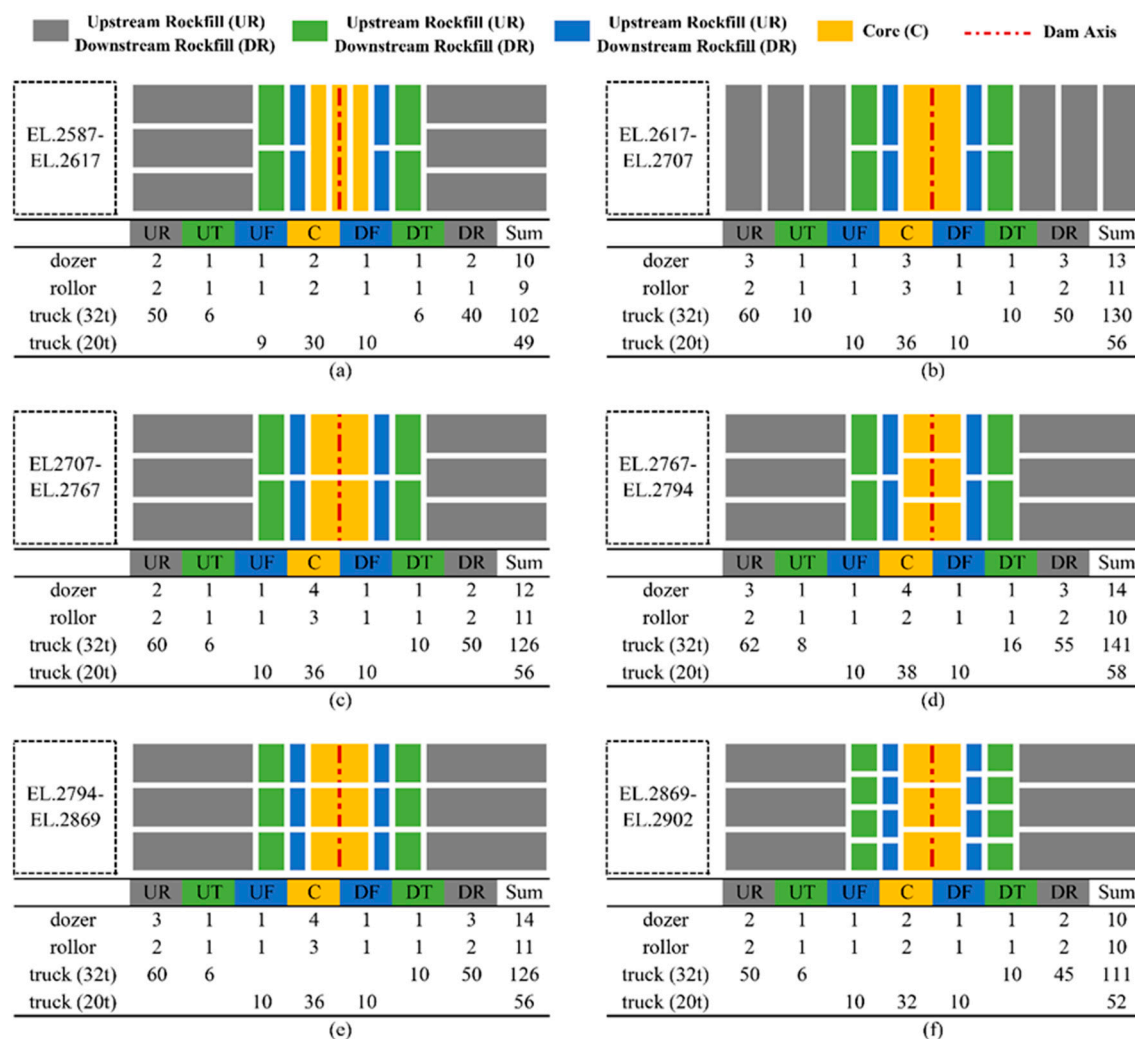 Upstream Rockfill (UR)
Downstream Rockfill (DR)
Upstream Rockfill (UR)
Downstream Rockfill (DR)
Upstream Rockfill (UR)
Downstream Rockfill (DR)
Core (C)
Dam Axis
EL.2587-
EL.2617
UR UT UF C DF DT DR Sum
dozer 2 1 1 2 1 1 2 10
rollor 2 1 1 2 1 1 1 9
truck (32t) 50 6 6 40 102
truck (20t) 9 30 10 49
(a)
EL.2617-
EL.2707
UR UT UF C DF DT DR Sum
dozer 3 1 1 3 1 1 3 13
rollor 2 1 1 3 1 1 2 11
truck (32t) 60 10 10 50 130
truck (20t) 10 36 10 56
(b)
EL2707-
EL.2767
UR UT UF C DF DT DR Sum
dozer 2 1 1 4 1 1 2 12
rollor 2 1 1 3 1 1 2 11
truck (32t) 60 6 10 50 126
truck (20t) 10 36 10 56
(c)
EL.2767-
EL.2794
UR UT UF C DF DT DR Sum
dozer 3 1 1 4 1 1 3 14
rollor 2 1 1 2 1 1 2 10
truck (32t) 62 8 16 55 141
truck (20t) 10 38 10 58
(d)
EL.2794-
EL.2869
UR UT UF C DF DT DR Sum
dozer 3 1 1 4 1 1 3 14
rollor 2 1 1 3 1 1 2 11
truck (32t) 60 6 10 50 126
truck (20t) 10 36 10 56
(e)
EL.2869-
EL.2902
UR UT UF C DF DT DR Sum
dozer 2 1 1 2 1 1 2 10
rollor 2 1 1 2 1 1 2 10
truck (32t) 50 6 10 45 111
truck (20t) 10 32 10 52
(f)